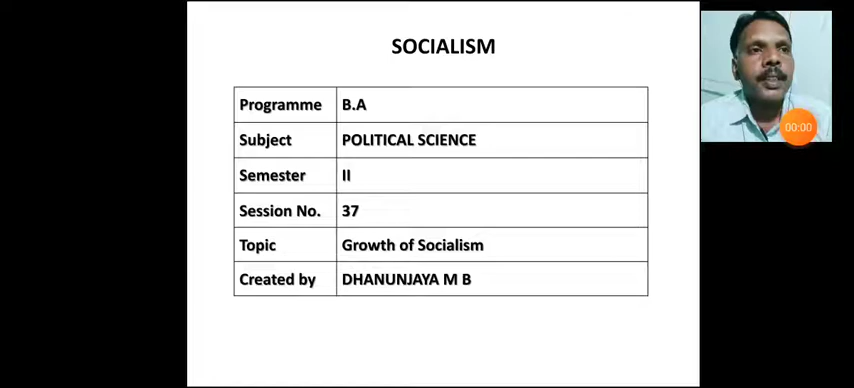 SOCIALISM
Programme B.A
Subject POLITICAL SCIENCE
Semester II
Session No. 37
Topic Growth of Socialism
Created by DHANUNJAYA M B
00:00